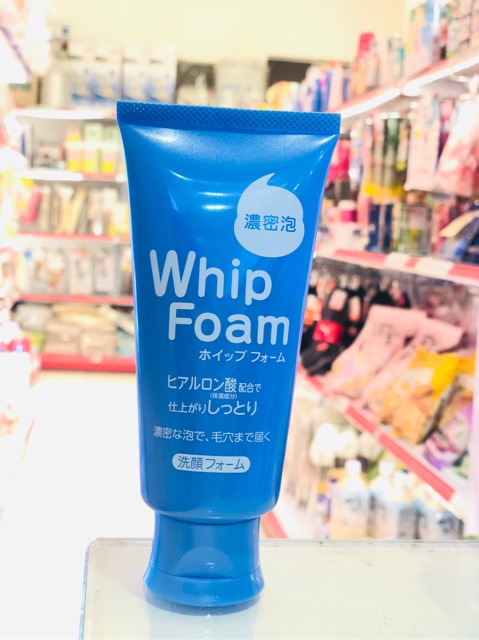 濃密泡
Whip
Foam
ホイップ フォーム
ヒアルロン酸配合で
(保湿成分)
仕上がりしっとり
濃密な泡で、毛穴まで届く
洗顔フォーム